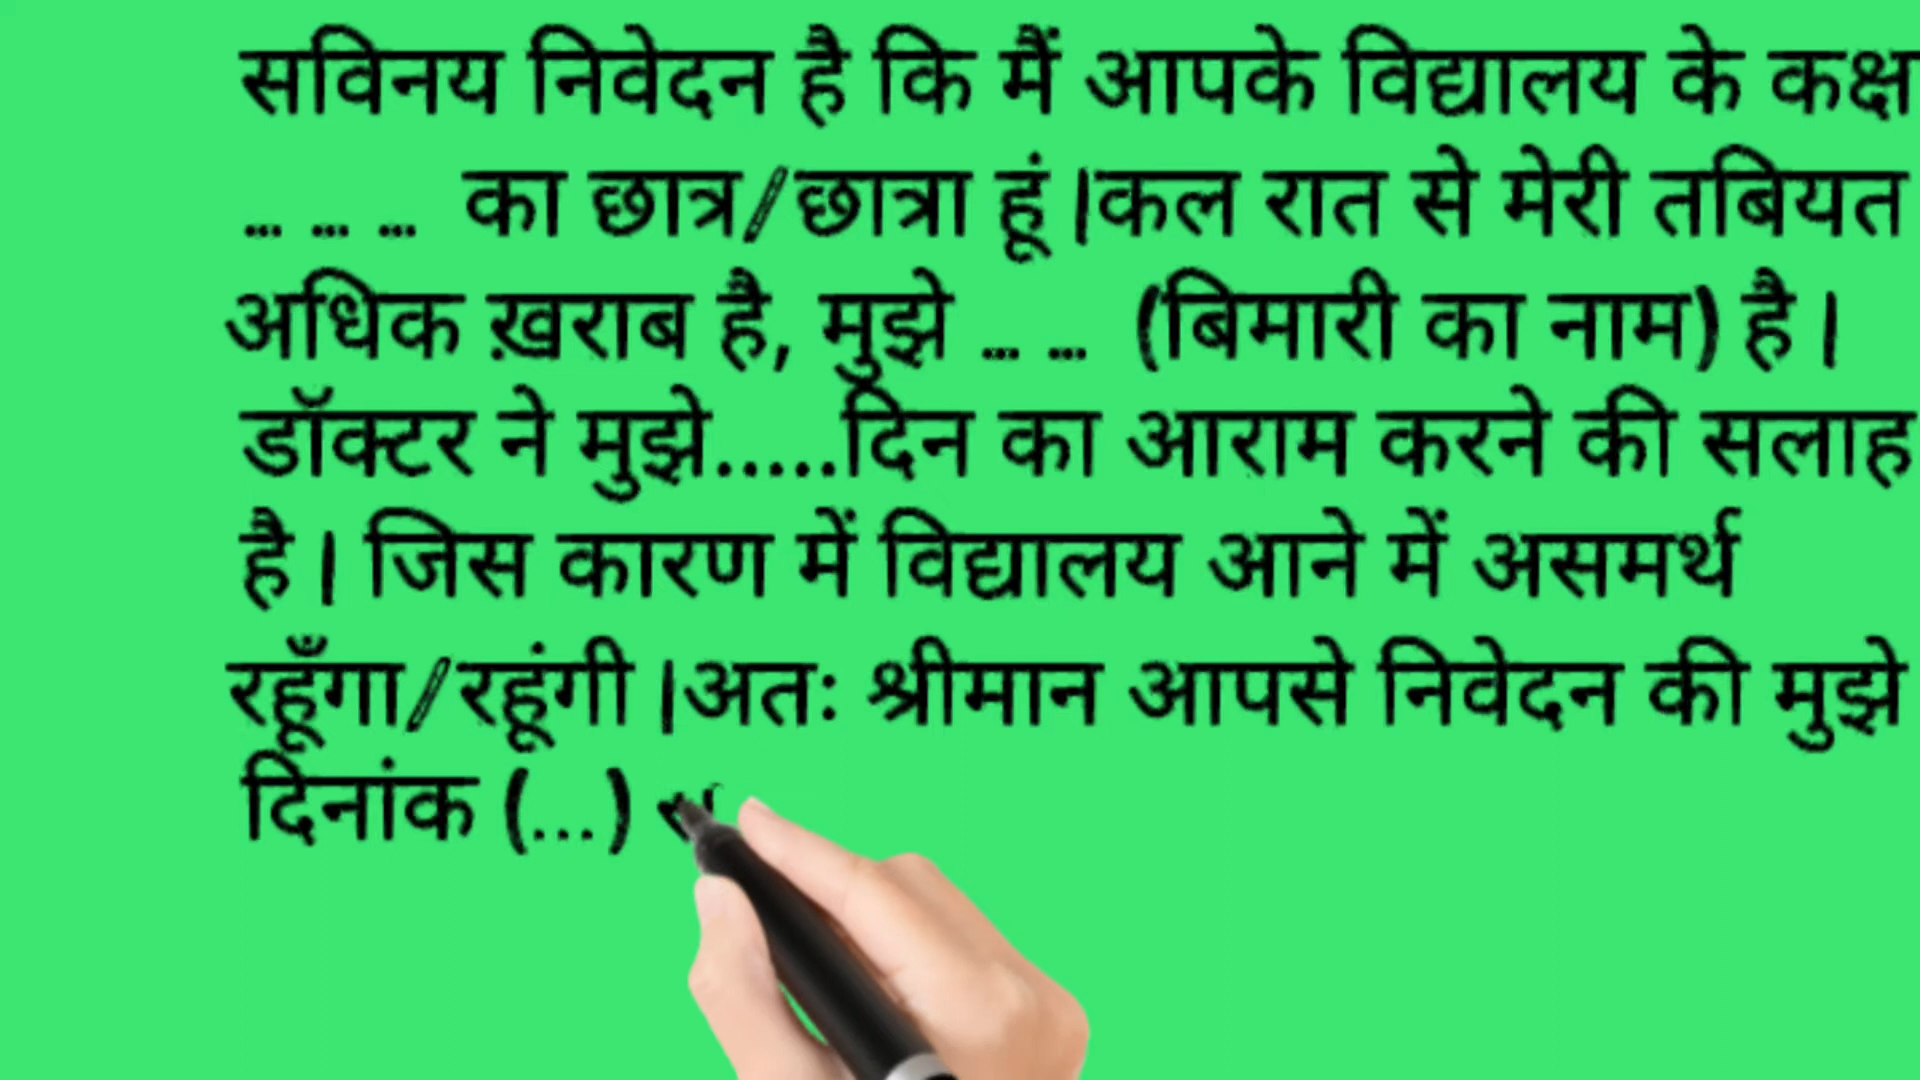 सविनय निवेदन है कि मैं आपके विद्यालय के कक्ष
... ... ... का छात्र/छात्रा हूं |कल रात से मेरी तबियत
अधिक ख़राब है, मुझे ... ... (बिमारी का नाम) है |
डॉक्टर ने मुझे.....दिन का आराम करने की सलाह
है | जिस कारण में विद्यालय आने में असमर्थ
रहूँगा/रहूंगी |अतः श्रीमान आपसे निवेदन की मुझे
दिनांक (...)